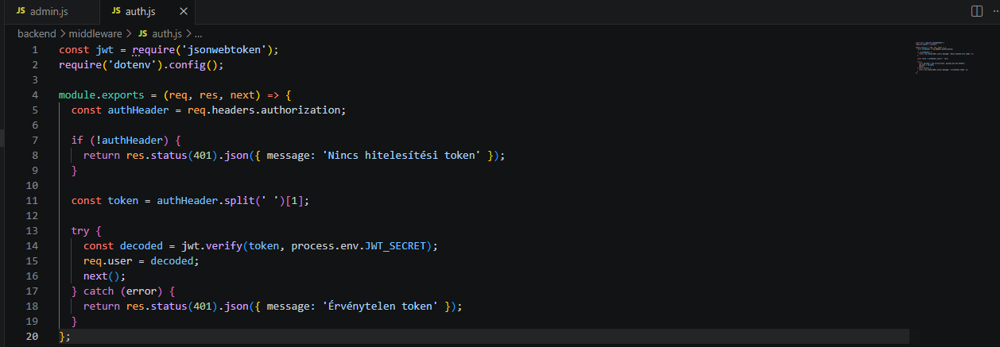 JS admin.js
JS auth.js
backend > middleware > JS auth.js > ...
1 const jwt = require('jsonwebtoken');
2 require('dotenv').config();
3
4 module.exports = (req, res, next) => {
5 const authHeader = req.headers.authorization;
6
7 if (!authHeader) {
8 return res.status(401).json({ message: 'Nincs hitelesítési token' });
9 }
10
11 const token = authHeader.split(' ')[1];
12
13 try {
14 const decoded = jwt.verify(token, process.env.JWT_SECRET);
15 req.user = decoded;
16 next();
17 } catch (error) {
18 return res.status(401).json({ message: 'Érvénytelen token' });
19 }
20 };